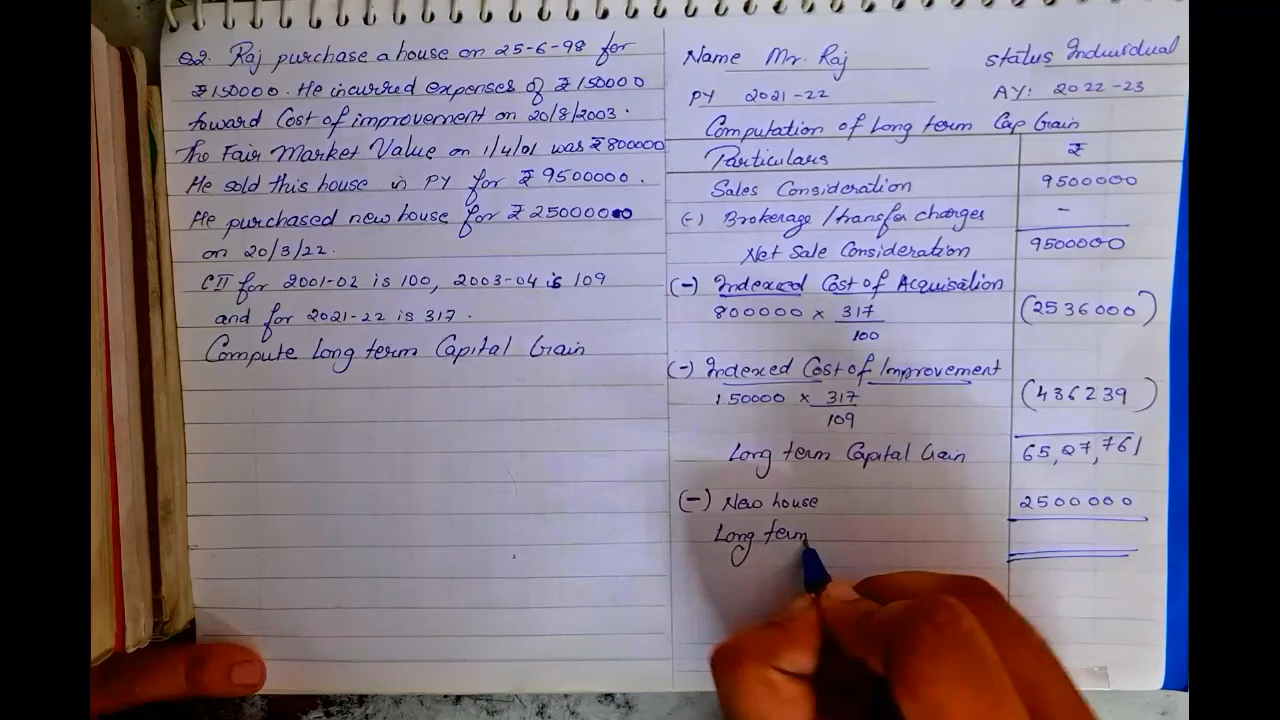 Q2. Raj purchase a house on 25-6-98 for
₹150000. He incurred expenses of ₹150000
toward Cost of improvement on 20/8/2003.
The Fair Market Value on 1/4/01 was ₹800000
He sold this house in PY for ₹ 9500000.
He purchased new house for ₹ 2500000
on 20/3/22.
CII for 2001-02 is 100, 2003-04 is 109
and for 2021-22 is 317.
Compute Long term Capital Gain
Name Mr. Raj status Individual
PY 2021-22 AY: 2022-23
Computation of Long term Cap Gain
Particulars ₹
Sales Consideration 9500000
(-) Brokerage/transfer charges -
Net Sale Consideration 9500000
(-) Indexed Cost of Acquisation
800000 × 317/100 (2536000)
(-) Indexed Cost of Improvement
150000 × 317/109 (436239)
Long term Capital Gain 65,27,761
(-) New house 2500000
Long term